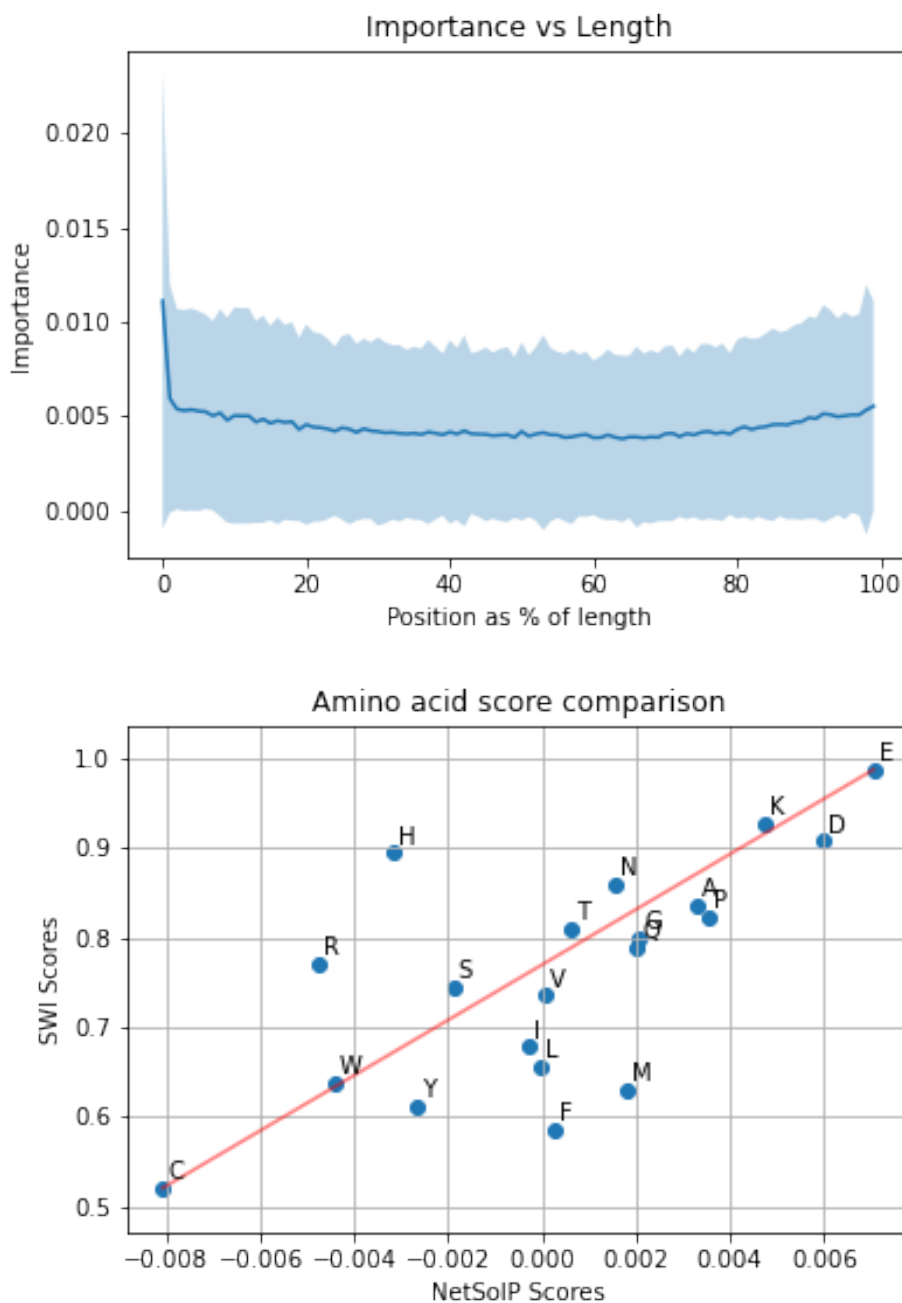 Importance vs Length
Importance
0.020
0.015
0.010
0.005
0.000
0 20 40 60 80 100
Position as % of length
Amino acid score comparison
SWI Scores
1.0
0.9
0.8
0.7
0.6
0.5
E
K
D
H
N
A
P
T
G
Q
R
S
V
I
L
W
M
Y
F
C
−0.008 −0.006 −0.004 −0.002 0.000 0.002 0.004 0.006
NetSolP Scores